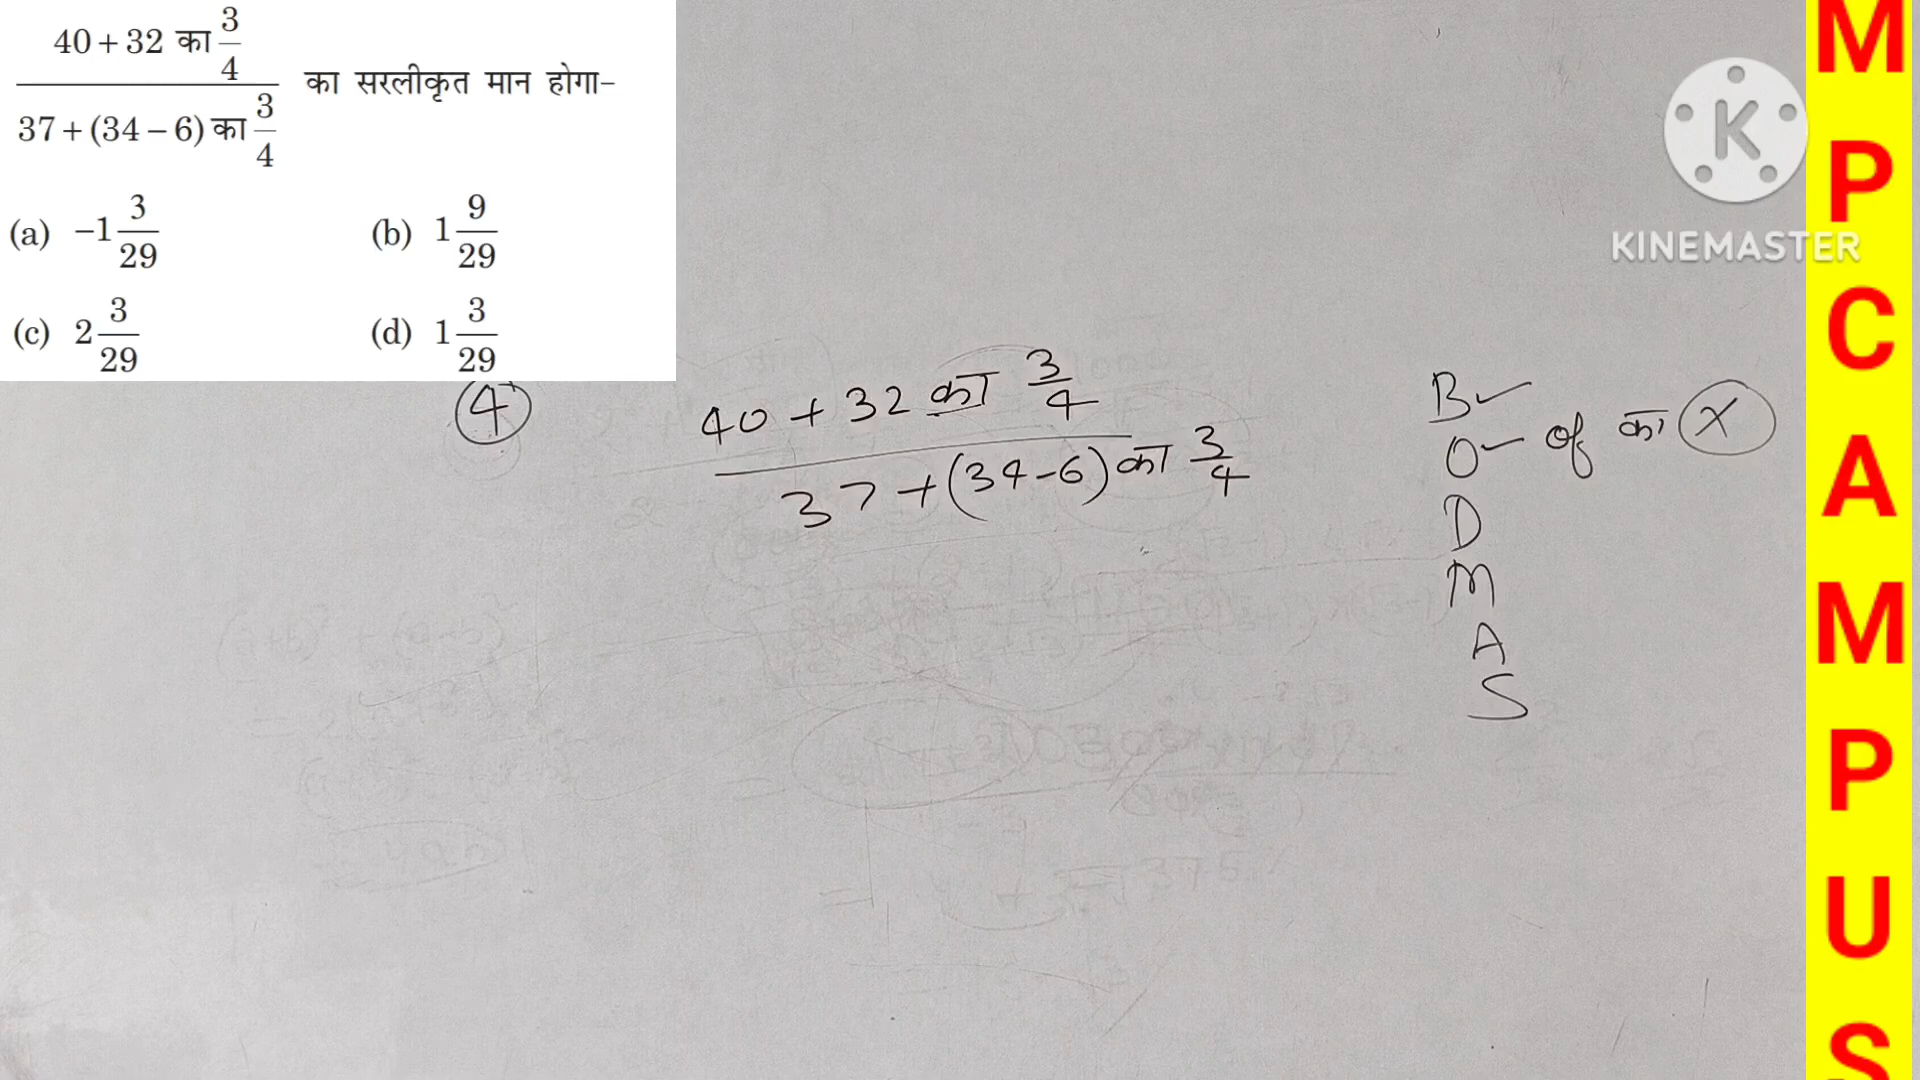 40 + 32 का 3/4
37 + (34 – 6) का 3/4
का सरलीकृत मान होगा–
(a) –1 3/29
(b) 1 9/29
(c) 2 3/29
(d) 1 3/29
KINEMASTER
4
40 + 32 का 3/4
37 + (34-6) का 3/4
B
O of का X
D
M
A
S
M
P
C
A
M
P
U
S